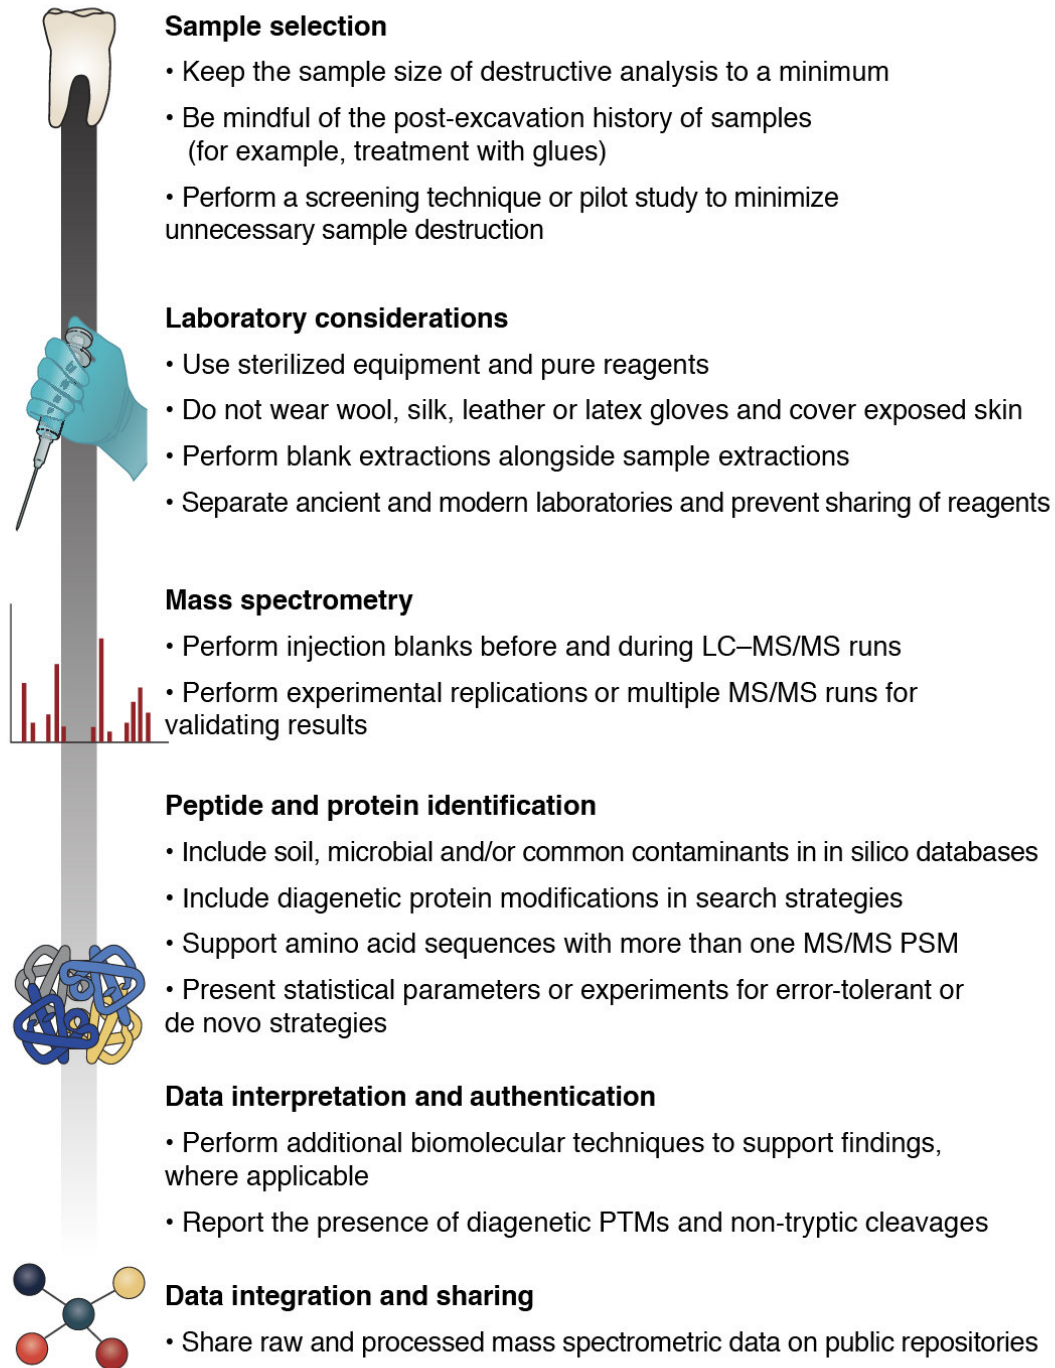 Sample selection
• Keep the sample size of destructive analysis to a minimum
• Be mindful of the post-excavation history of samples
(for example, treatment with glues)
• Perform a screening technique or pilot study to minimize
unnecessary sample destruction
Laboratory considerations
• Use sterilized equipment and pure reagents
• Do not wear wool, silk, leather or latex gloves and cover exposed skin
• Perform blank extractions alongside sample extractions
• Separate ancient and modern laboratories and prevent sharing of reagents
Mass spectrometry
• Perform injection blanks before and during LC–MS/MS runs
• Perform experimental replications or multiple MS/MS runs for
validating results
Peptide and protein identification
• Include soil, microbial and/or common contaminants in in silico databases
• Include diagenetic protein modifications in search strategies
• Support amino acid sequences with more than one MS/MS PSM
• Present statistical parameters or experiments for error-tolerant or
de novo strategies
Data interpretation and authentication
• Perform additional biomolecular techniques to support findings,
where applicable
• Report the presence of diagenetic PTMs and non-tryptic cleavages
Data integration and sharing
• Share raw and processed mass spectrometric data on public repositories